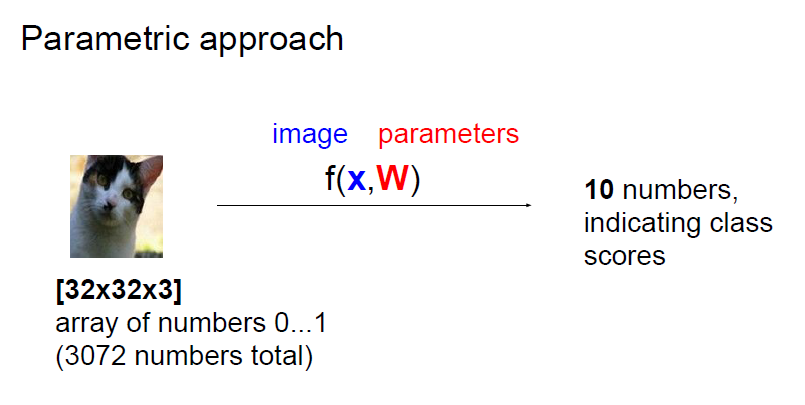 Parametric approach
image parameters
f(x,W)
10 numbers,
indicating class
scores
[32x32x3]
array of numbers 0...1
(3072 numbers total)